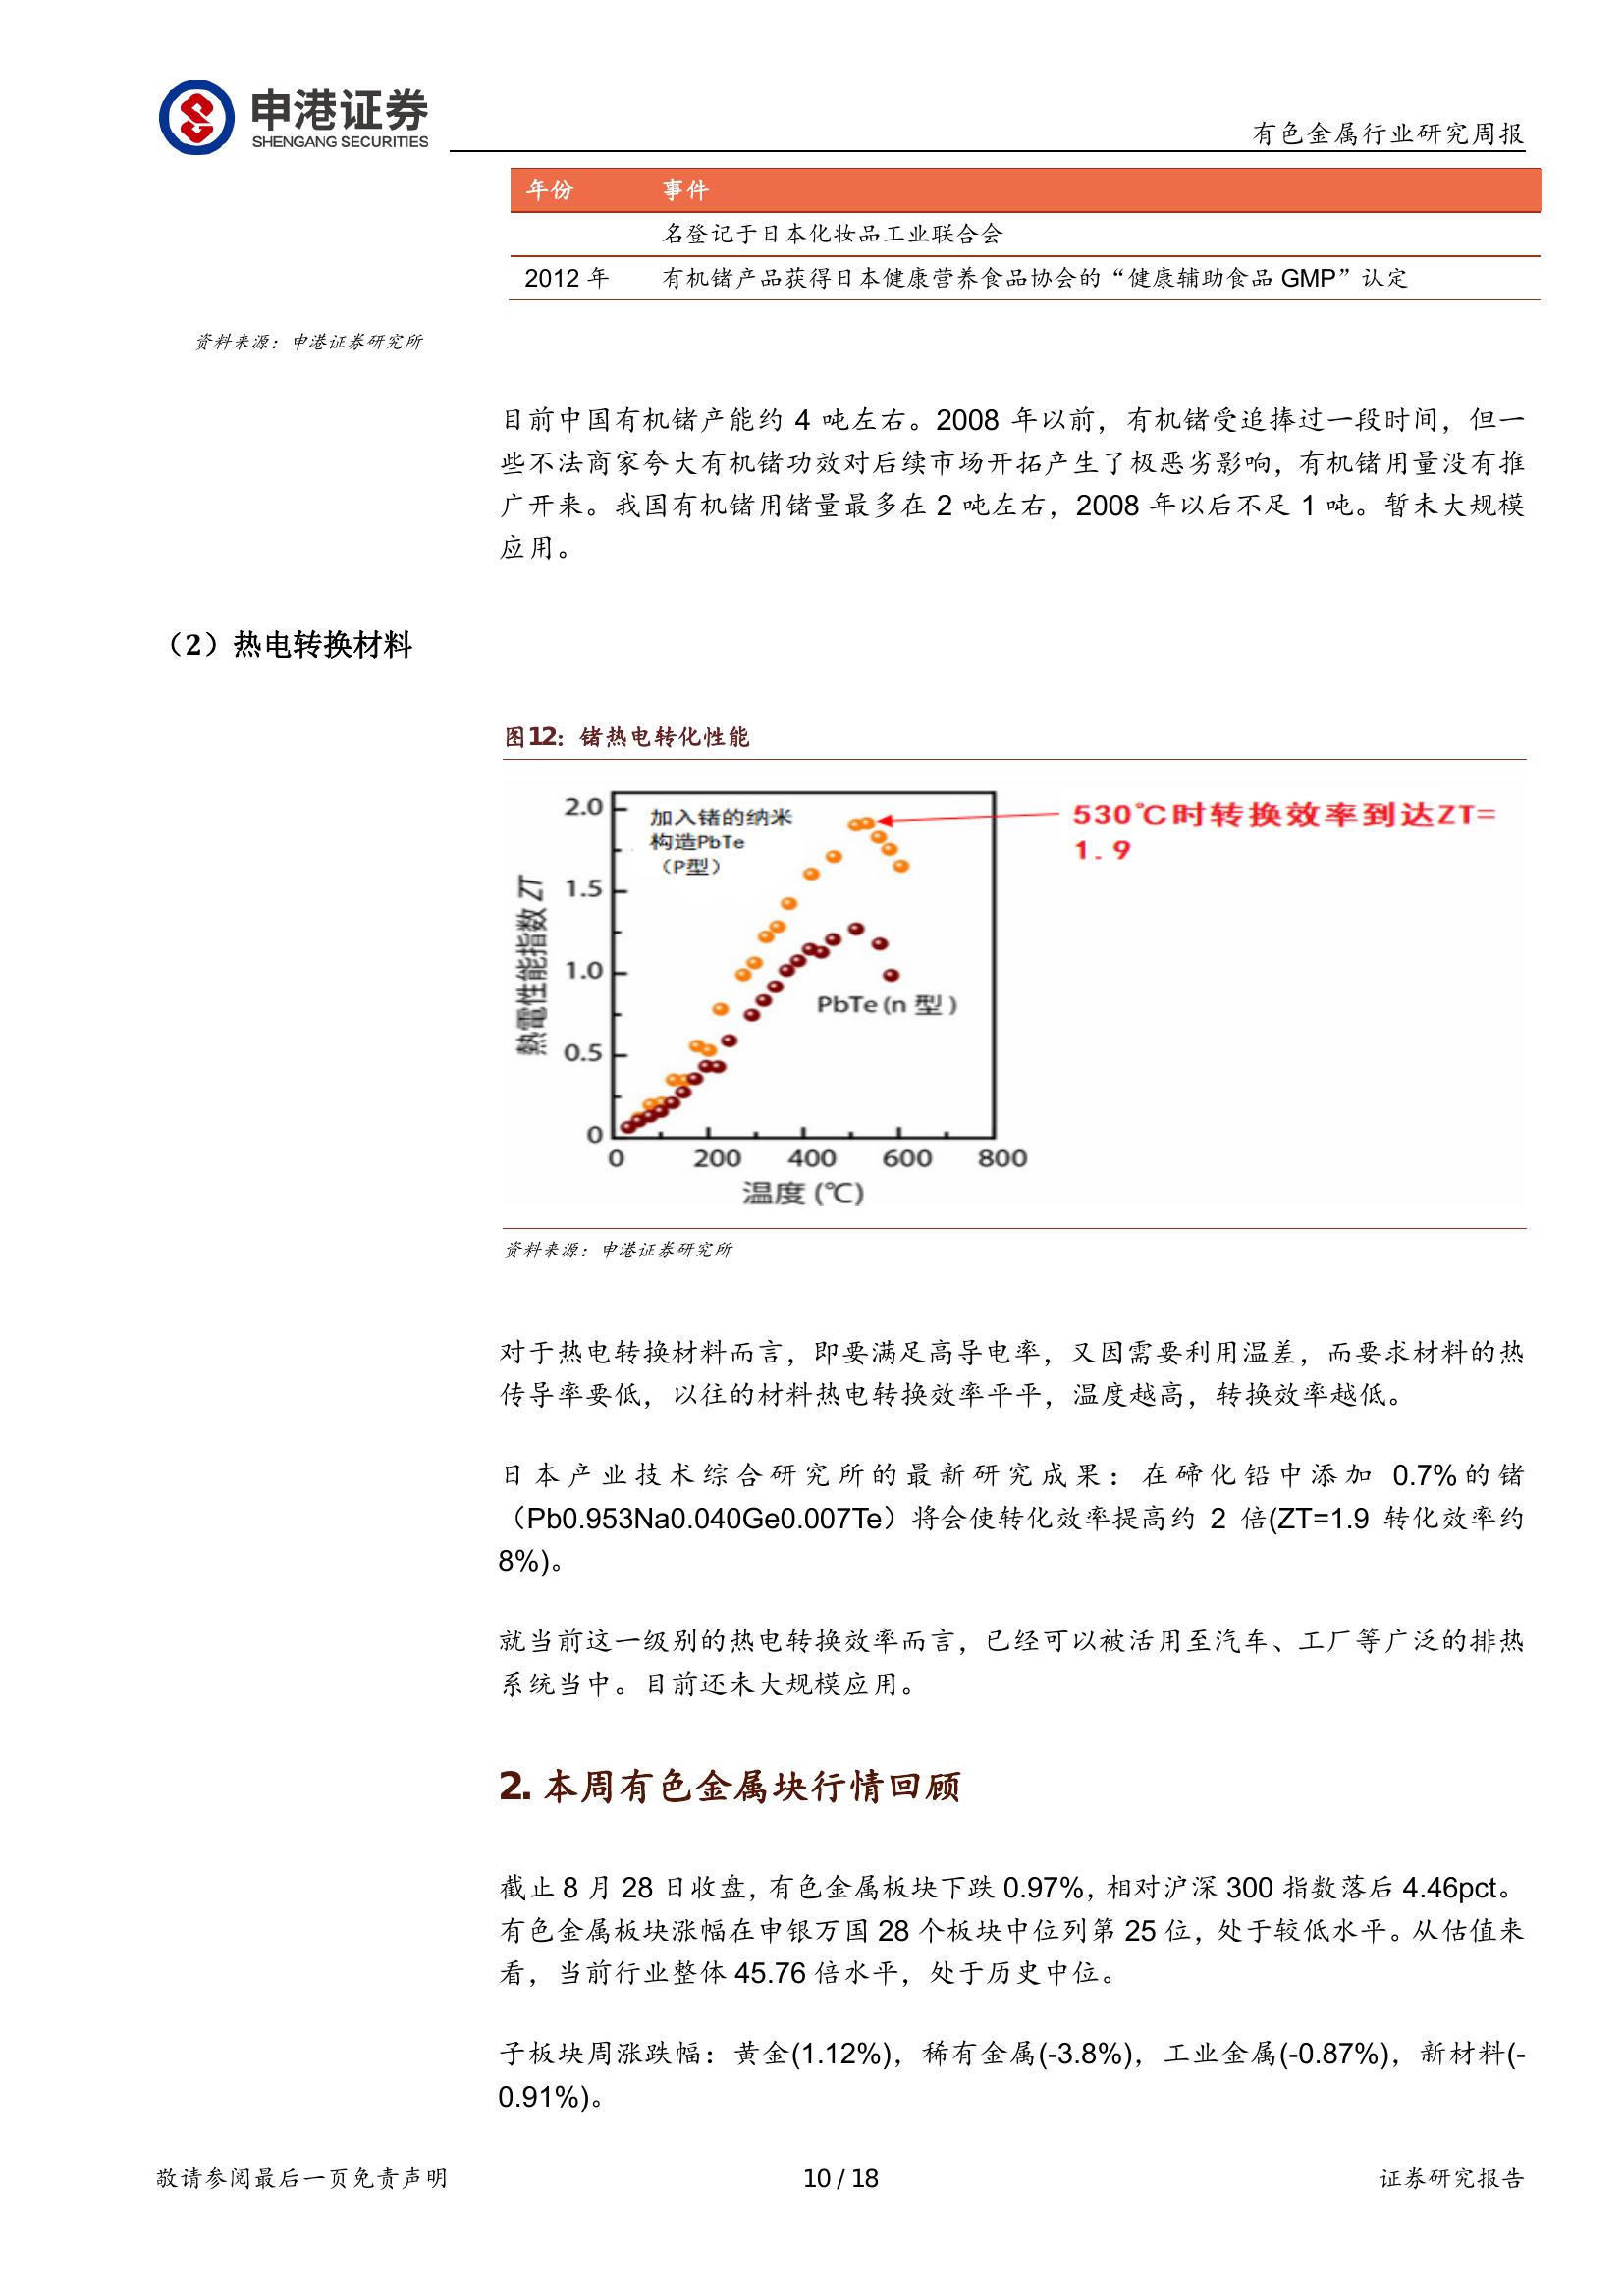 申港证券
SHENGANG SECURITIES
有色金属行业研究周报
年份 事件
名登记于日本化妆品工业联合会
2012 年 有机锗产品获得日本健康营养食品协会的“健康辅助食品 GMP”认定
资料来源：申港证券研究所
目前中国有机锗产能约 4 吨左右。2008 年以前，有机锗受追捧过一段时间，但一
些不法商家夸大有机锗功效对后续市场开拓产生了极恶劣影响，有机锗用量没有推
广开来。我国有机锗用锗量最多在 2 吨左右，2008 年以后不足 1 吨。暂未大规模
应用。
（2）热电转换材料
图12：锗热电转化性能
2.0
1.5
1.0
0.5
0
熱電性能指数 ZT
加入锗的纳米
构造PbTe
（P型）
530℃时转换效率到达ZT=
1.9
PbTe(n 型)
0 200 400 600 800
温度(℃)
资料来源：申港证券研究所
对于热电转换材料而言，即要满足高导电率，又因需要利用温差，而要求材料的热
传导率要低，以往的材料热电转换效率平平，温度越高，转换效率越低。
日本产业技术综合研究所的最新研究成果：在碲化铅中添加 0.7%的锗
（Pb0.953Na0.040Ge0.007Te）将会使转化效率提高约 2 倍(ZT=1.9 转化效率约
8%)。
就当前这一级别的热电转换效率而言，已经可以被活用至汽车、工厂等广泛的排热
系统当中。目前还未大规模应用。
2. 本周有色金属块行情回顾
截止 8 月 28 日收盘，有色金属板块下跌 0.97%，相对沪深 300 指数落后 4.46pct。
有色金属板块涨幅在申银万国 28 个板块中位列第 25 位，处于较低水平。从估值来
看，当前行业整体 45.76 倍水平，处于历史中位。
子板块周涨跌幅：黄金(1.12%)，稀有金属(-3.8%)，工业金属(-0.87%)，新材料(-
0.91%)。
敬请参阅最后一页免责声明 10 / 18 证券研究报告